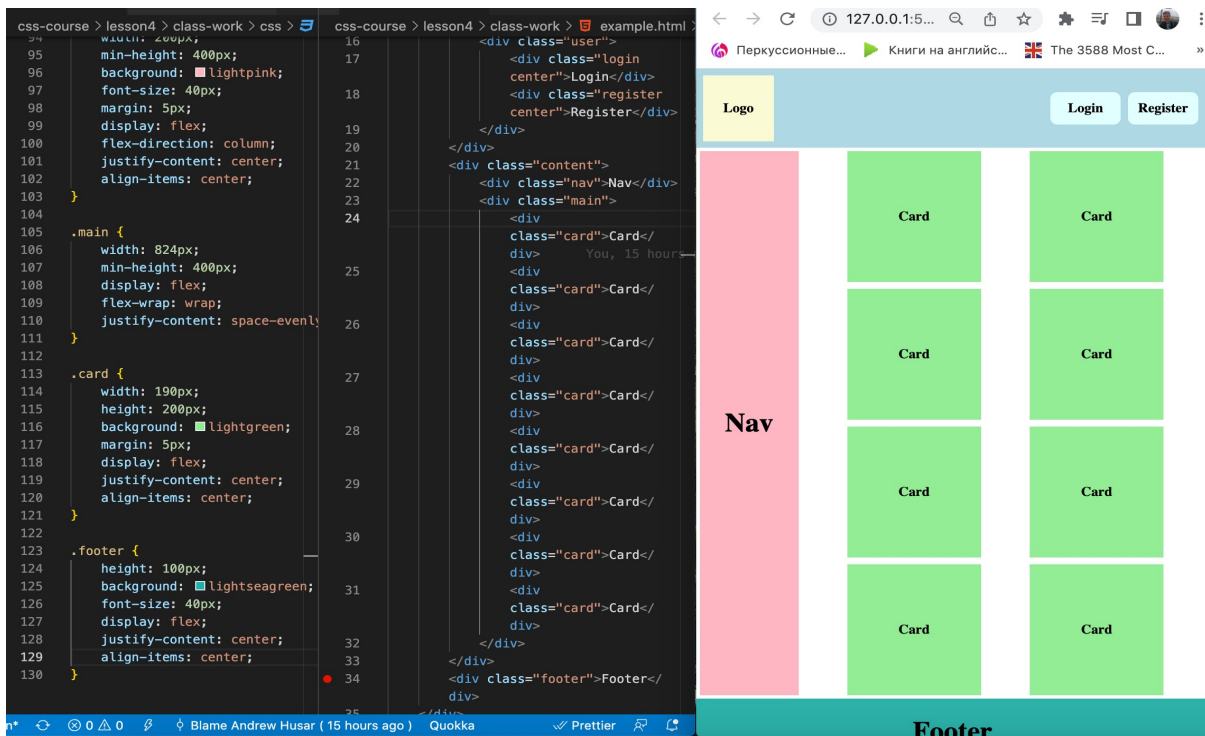 css-course > lesson4 > class-work > css >
94 width: 200px;
95 min-height: 400px;
96 background: lightpink;
97 font-size: 40px;
98 margin: 5px;
99 display: flex;
100 flex-direction: column;
101 justify-content: center;
102 align-items: center;
103 }
104
105 .main {
106 width: 824px;
107 min-height: 400px;
108 display: flex;
109 flex-wrap: wrap;
110 justify-content: space-evenly
111 }
112
113 .card {
114 width: 190px;
115 height: 200px;
116 background: lightgreen;
117 margin: 5px;
118 display: flex;
119 justify-content: center;
120 align-items: center;
121 }
122
123 .footer {
124 height: 100px;
125 background: lightseagreen;
126 font-size: 40px;
127 display: flex;
128 justify-content: center;
129 align-items: center;
130 }
css-course > lesson4 > class-work > example.html >
16 <div class="user">
17 <div class="login
center">Login</div>
18 <div class="register
center">Register</div>
19 </div>
20 </div>
21 <div class="content">
22 <div class="nav">Nav</div>
23 <div class="main">
24 <div
class="card">Card</
div> You, 15 hours
25 <div
class="card">Card</
div>
26 <div
class="card">Card</
div>
27 <div
class="card">Card</
div>
28 <div
class="card">Card</
div>
29 <div
class="card">Card</
div>
30 <div
class="card">Card</
div>
31 <div
class="card">Card</
div>
32 </div>
33 </div>
34 <div class="footer">Footer</
div>
35 </div>
n* 0 0 Blame Andrew Husar ( 15 hours ago ) Quokka Prettier
127.0.0.1:5...
Перкуссионные... Книги на английс... The 3588 Most C... »
Logo Login Register
Nav
Card Card
Card Card
Card Card
Card Card
Footer